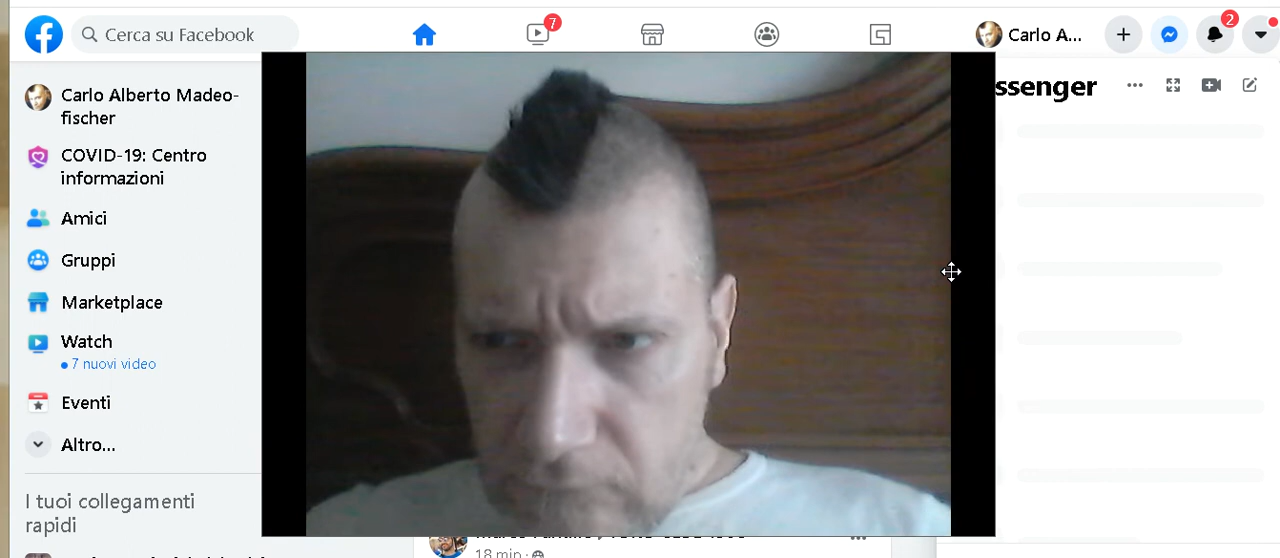 Cerca su Facebook
7
Carlo A...
2
Carlo Alberto Madeo-
fischer
COVID-19: Centro
informazioni
Amici
Gruppi
Marketplace
Watch
7 nuovi video
Eventi
Altro...
I tuoi collegamenti
rapidi
ssenger
18 min